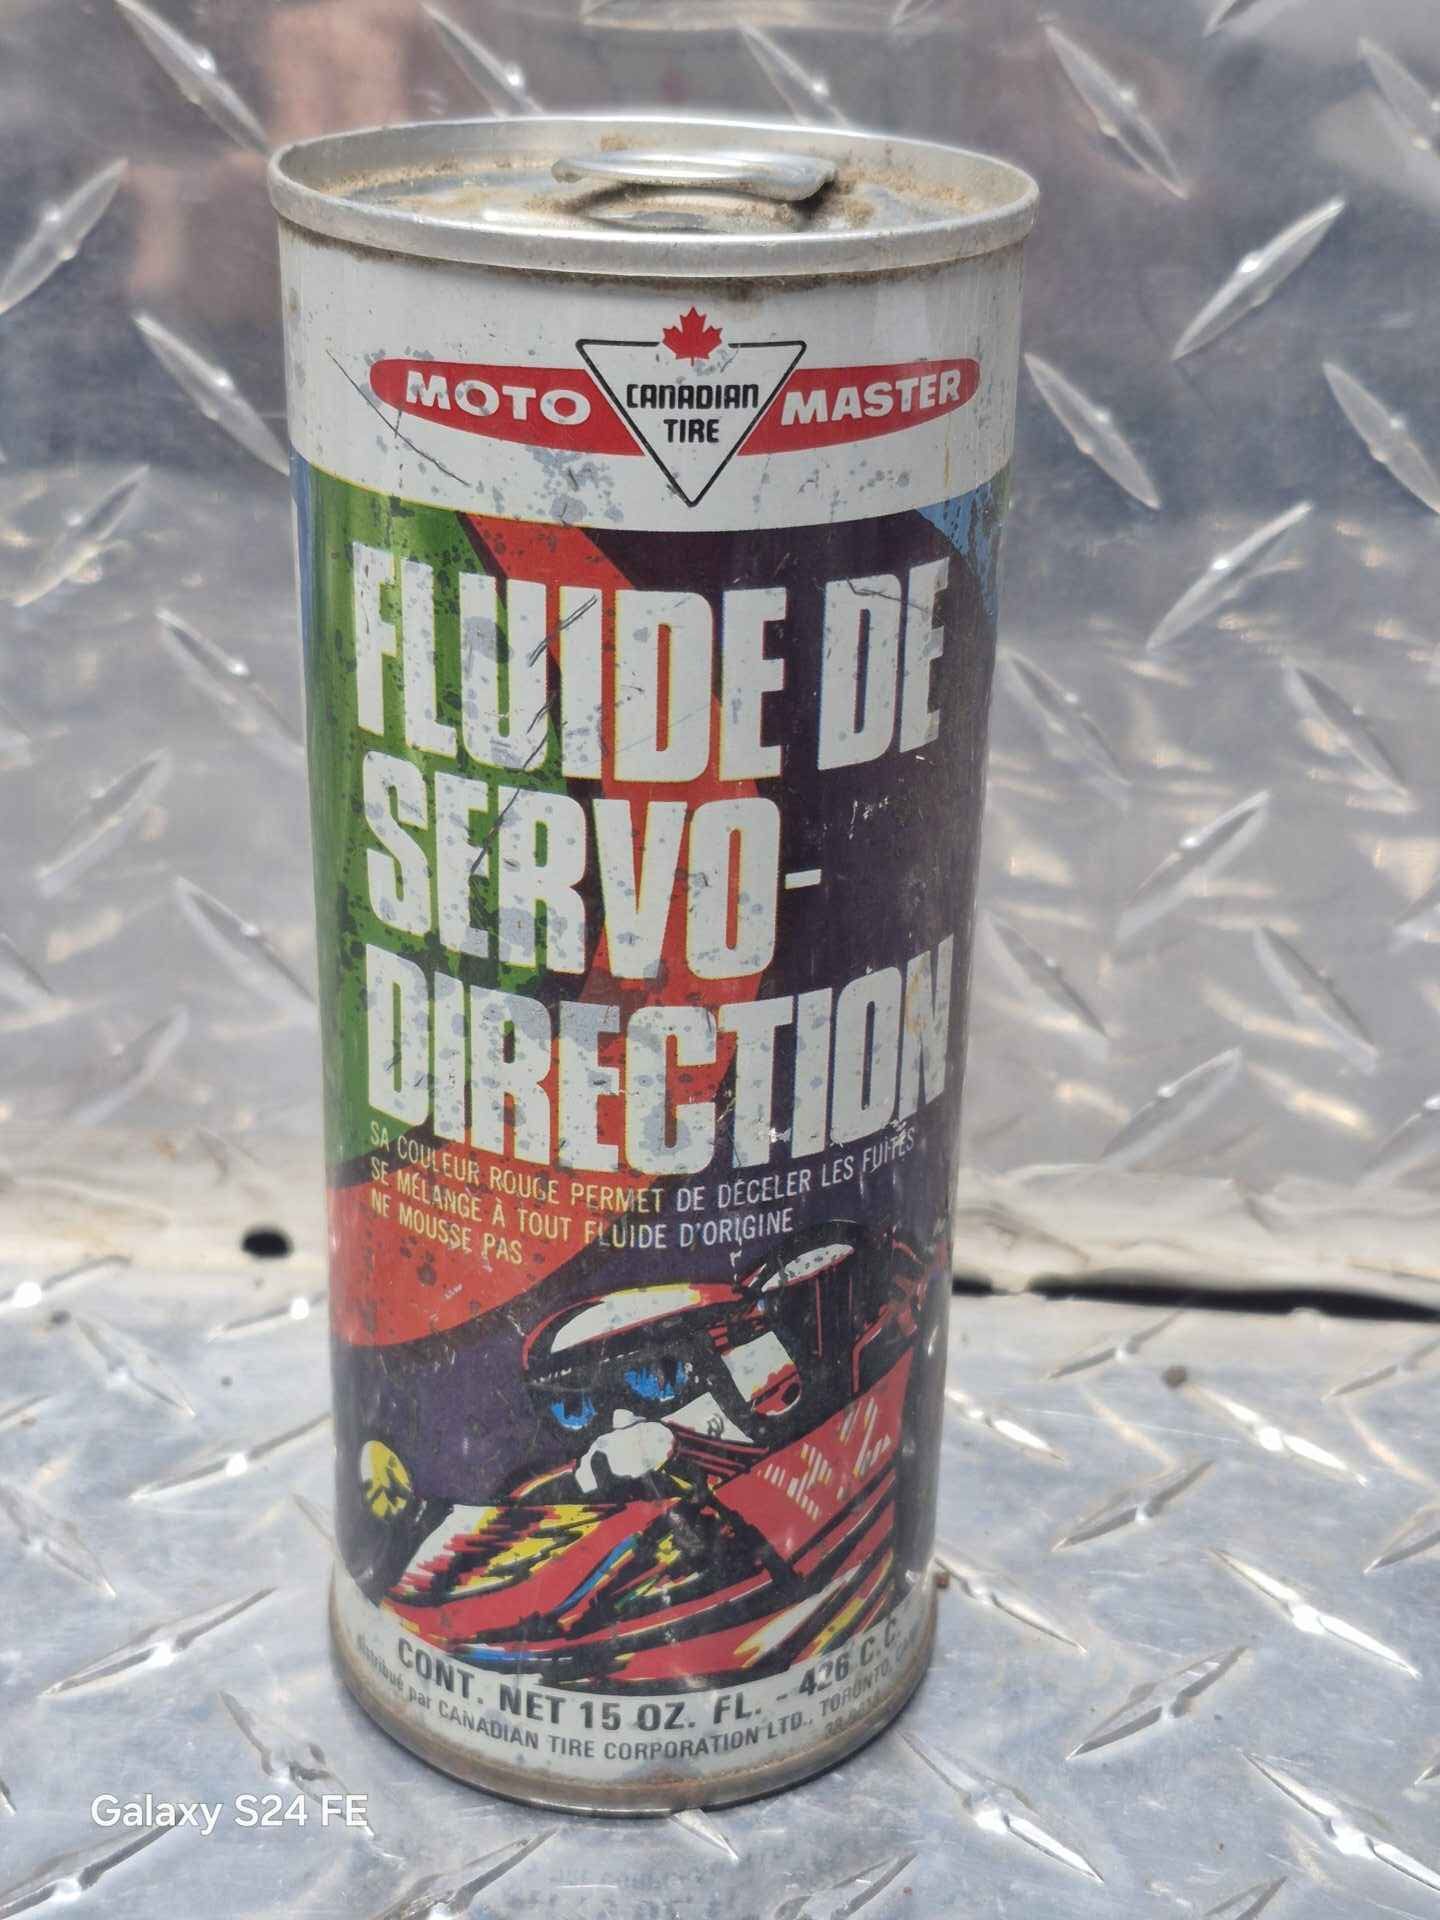 MOTO CANADIAN TIRE MASTER
FLUIDE DE
SERVO-
DIRECTION
SA COULEUR ROUGE PERMET DE DÉCELER LES FUITES
SE MÉLANGE À TOUT FLUIDE D'ORIGINE
NE MOUSSE PAS
CONT. NET 15 OZ. FL. - 426 C.C.
distribué par CANADIAN TIRE CORPORATION LTD., TORONTO,
Galaxy S24 FE